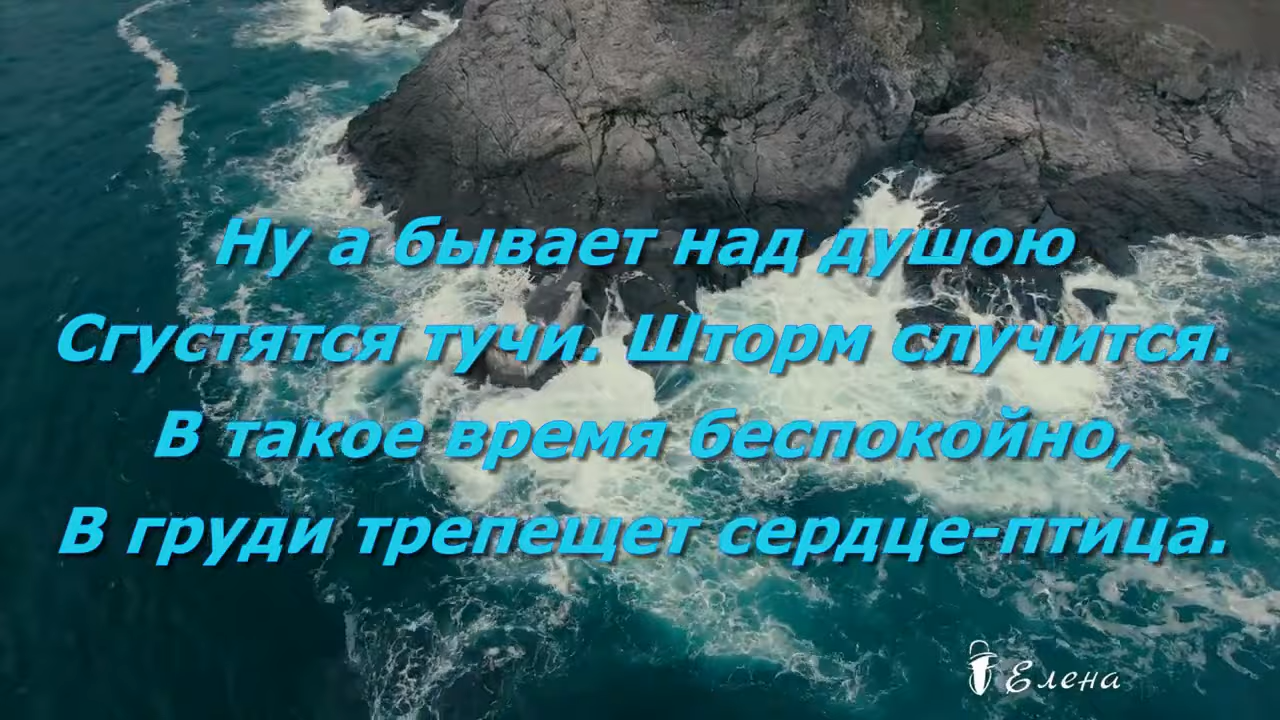 Ну а бывает над душою
Сгустятся тучи. Шторм случится.
В такое время беспокойно,
В груди трепещет сердце-птица.
Елена